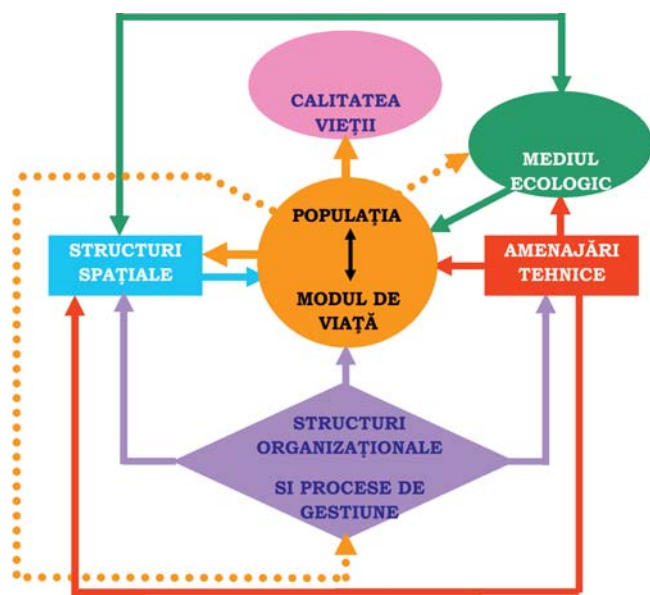 CALITATEA
VIEȚII
MEDIUL
ECOLOGIC
POPULAȚIA
MODUL DE
VIAȚĂ
STRUCTURI
SPAȚIALE
AMENAJĂRI
TEHNICE
STRUCTURI
ORGANIZAȚIONALE
SI PROCESE DE
GESTIUNE